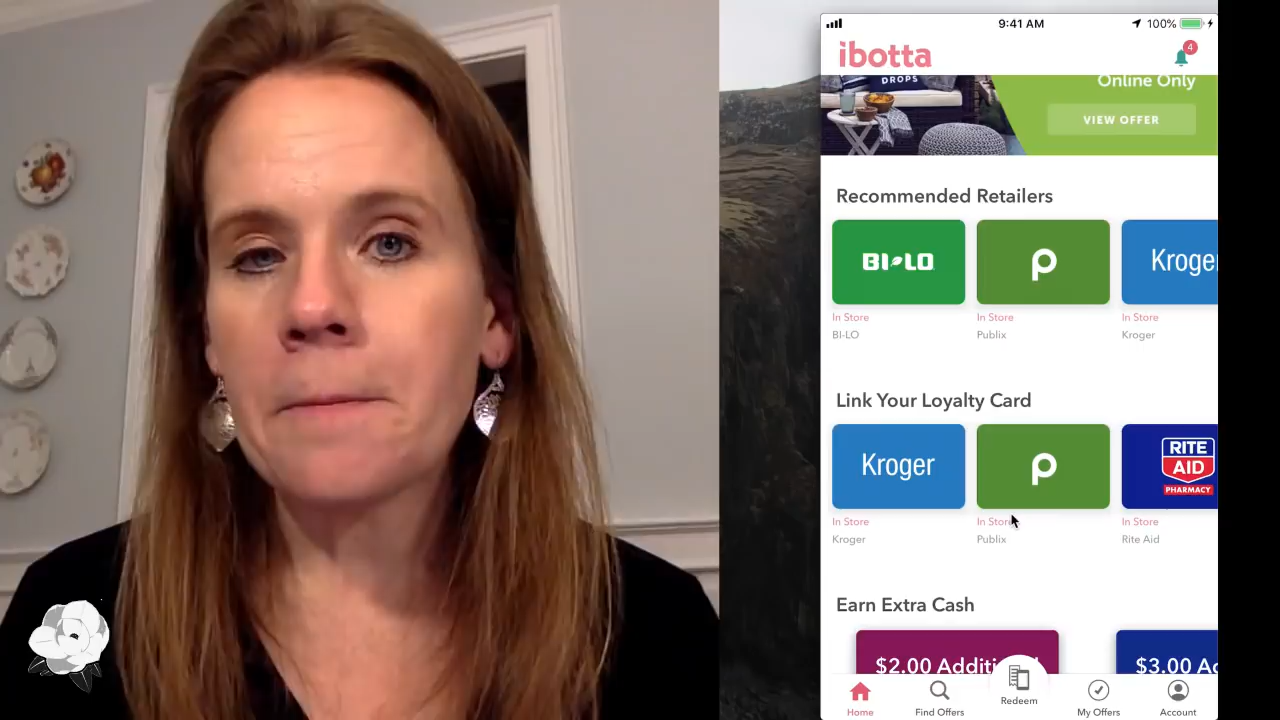 9:41 AM
100%
ibotta
4
DROPS
Online Only
VIEW OFFER
Recommended Retailers
BI-LO
p
Kroger
In Store
In Store
In Store
BI-LO
Publix
Kroger
Link Your Loyalty Card
Kroger
p
RITE
AID
PHARMACY
In Store
In Store
In Store
Kroger
Publix
Rite Aid
Earn Extra Cash
$2.00
$3.00
Home
Find Offers
Redeem
My Offers
Account